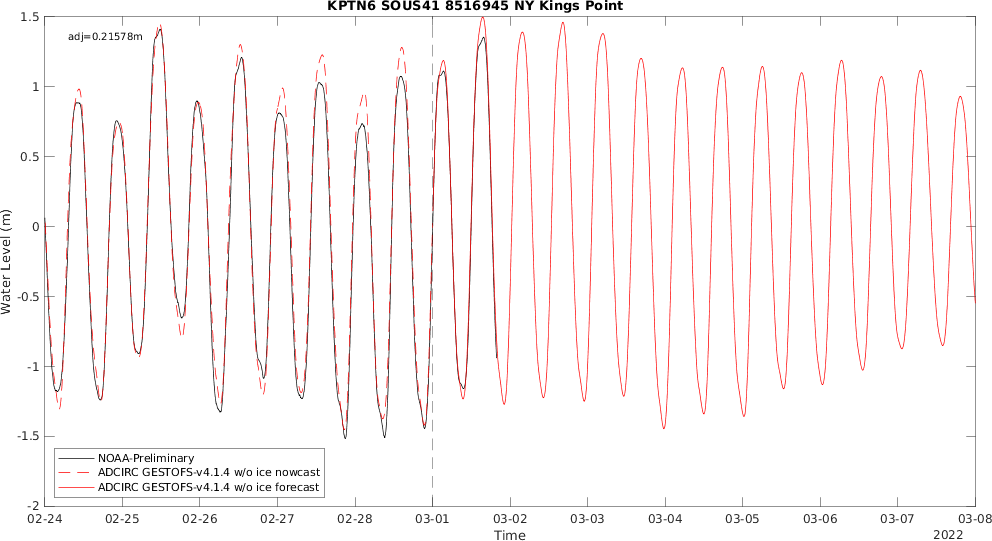 KPTN6 SOUS41 8516945 NY Kings Point
adj=0.21578m
1.5
1
0.5
0
-0.5
-1
-1.5
-2
Water Level (m)
NOAA-Preliminary
ADCIRC GESTOFS-v4.1.4 w/o ice nowcast
ADCIRC GESTOFS-v4.1.4 w/o ice forecast
02-24 02-25 02-26 02-27 02-28 03-01 03-02 03-03 03-04 03-05 03-06 03-07 03-08
Time
2022